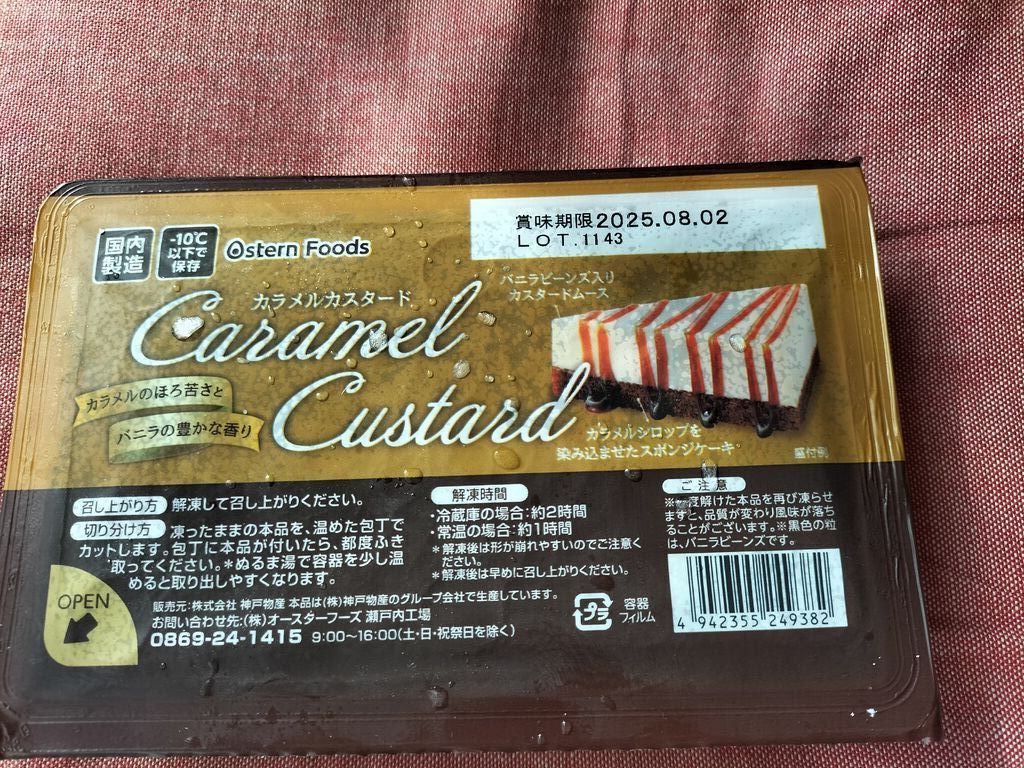 賞味期限2025.08.02
LOT.1143
国内
製造
-10℃
以下で
保存
Ostern Foods
カラメルカスタード
Caramel
Custard
バニラビーンズ入り
カスタードムース
カラメルのほろ苦さと
バニラの豊かな香り
カラメルシロップを
染み込ませたスポンジケーキ
盛付例
召し上がり方 解凍して召し上がりください。
切り分け方 凍ったままの本品を、温めた包丁で
カットします。包丁に本品が付いたら、都度ふき
取ってください。*ぬるま湯で容器を少し温
めると取り出しやすくなります。
解凍時間
・冷蔵庫の場合:約2時間
・常温の場合:約1時間
*解凍後は形が崩れやすいのでご注意く
ださい。
*解凍後は早めに召し上がりください。
ご注意
※一度解けた本品を再び凍らせ
ますと、品質が変わり風味が落ち
ることがございます。※黒色の粒
は、バニラビーンズです。
OPEN
販売元:株式会社 神戸物産 本品は(株)神戸物産のグループ会社で生産しています。
お問い合わせ先:(株)オースターフーズ 瀬戸内工場
0869-24-1415 9:00~16:00(土・日・祝祭日を除く)
プラ
容器
フィルム
4 942355 249382